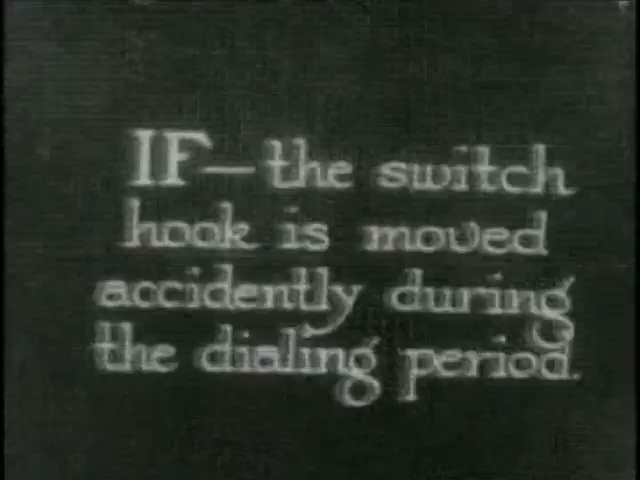 IF— the switch
hook is moved
accidently during
the dialing period.